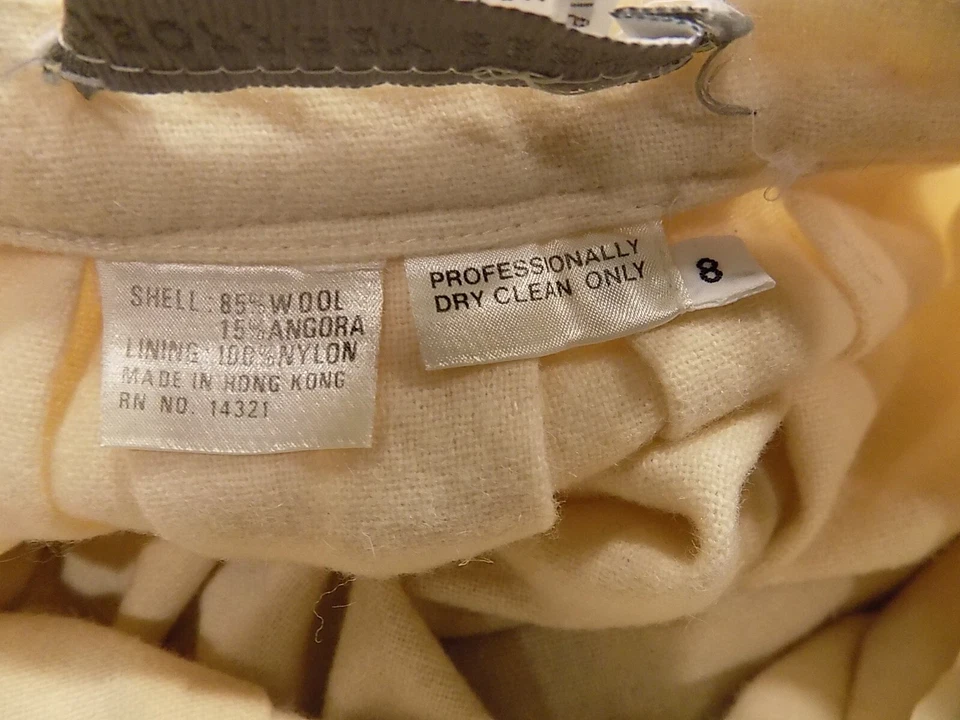 SHELL: 85% WOOL
15% ANGORA
LINING: 100% NYLON
MADE IN HONG KONG
RN NO. 14321
PROFESSIONALLY
DRY CLEAN ONLY
8